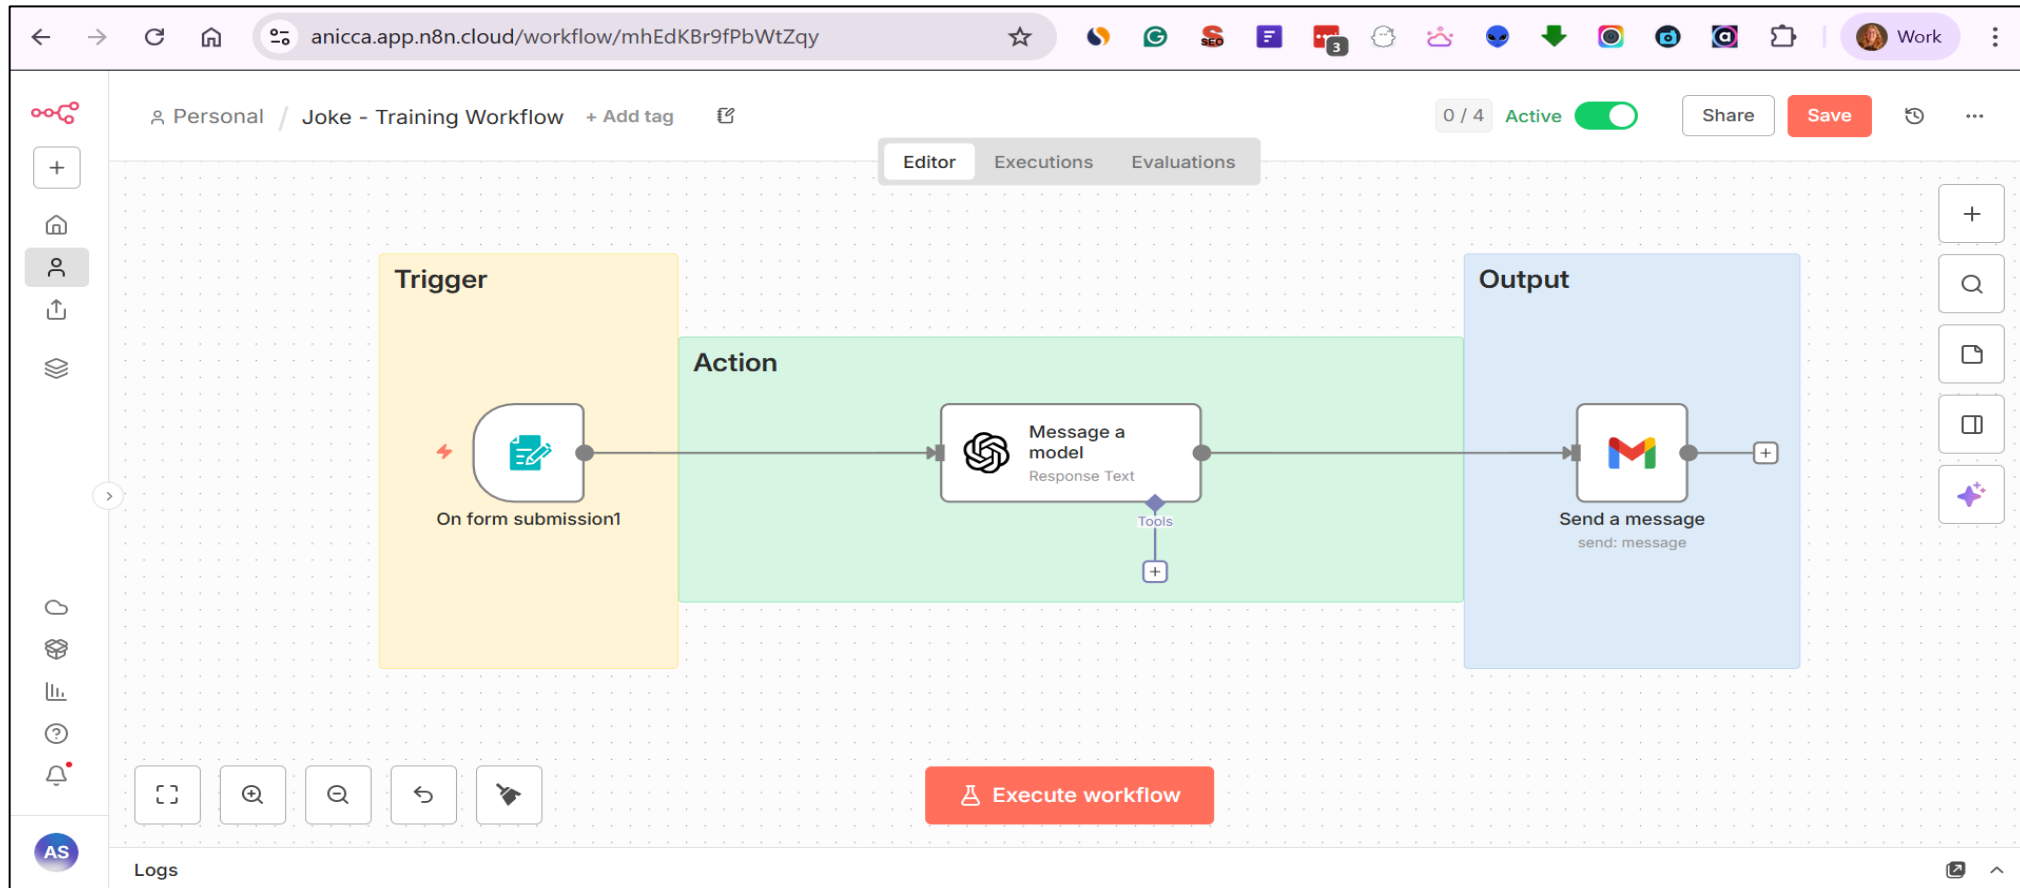 anicca.app.n8n.cloud/workflow/mhEdKBr9fPbWtZqy
SEO
3
Work
Personal / Joke - Training Workflow + Add tag
0 / 4 Active Share Save
Editor Executions Evaluations
Trigger
Output
Action
Message a
model
Response Text
Tools
On form submission1
Send a message
send: message
Execute workflow
AS
Logs